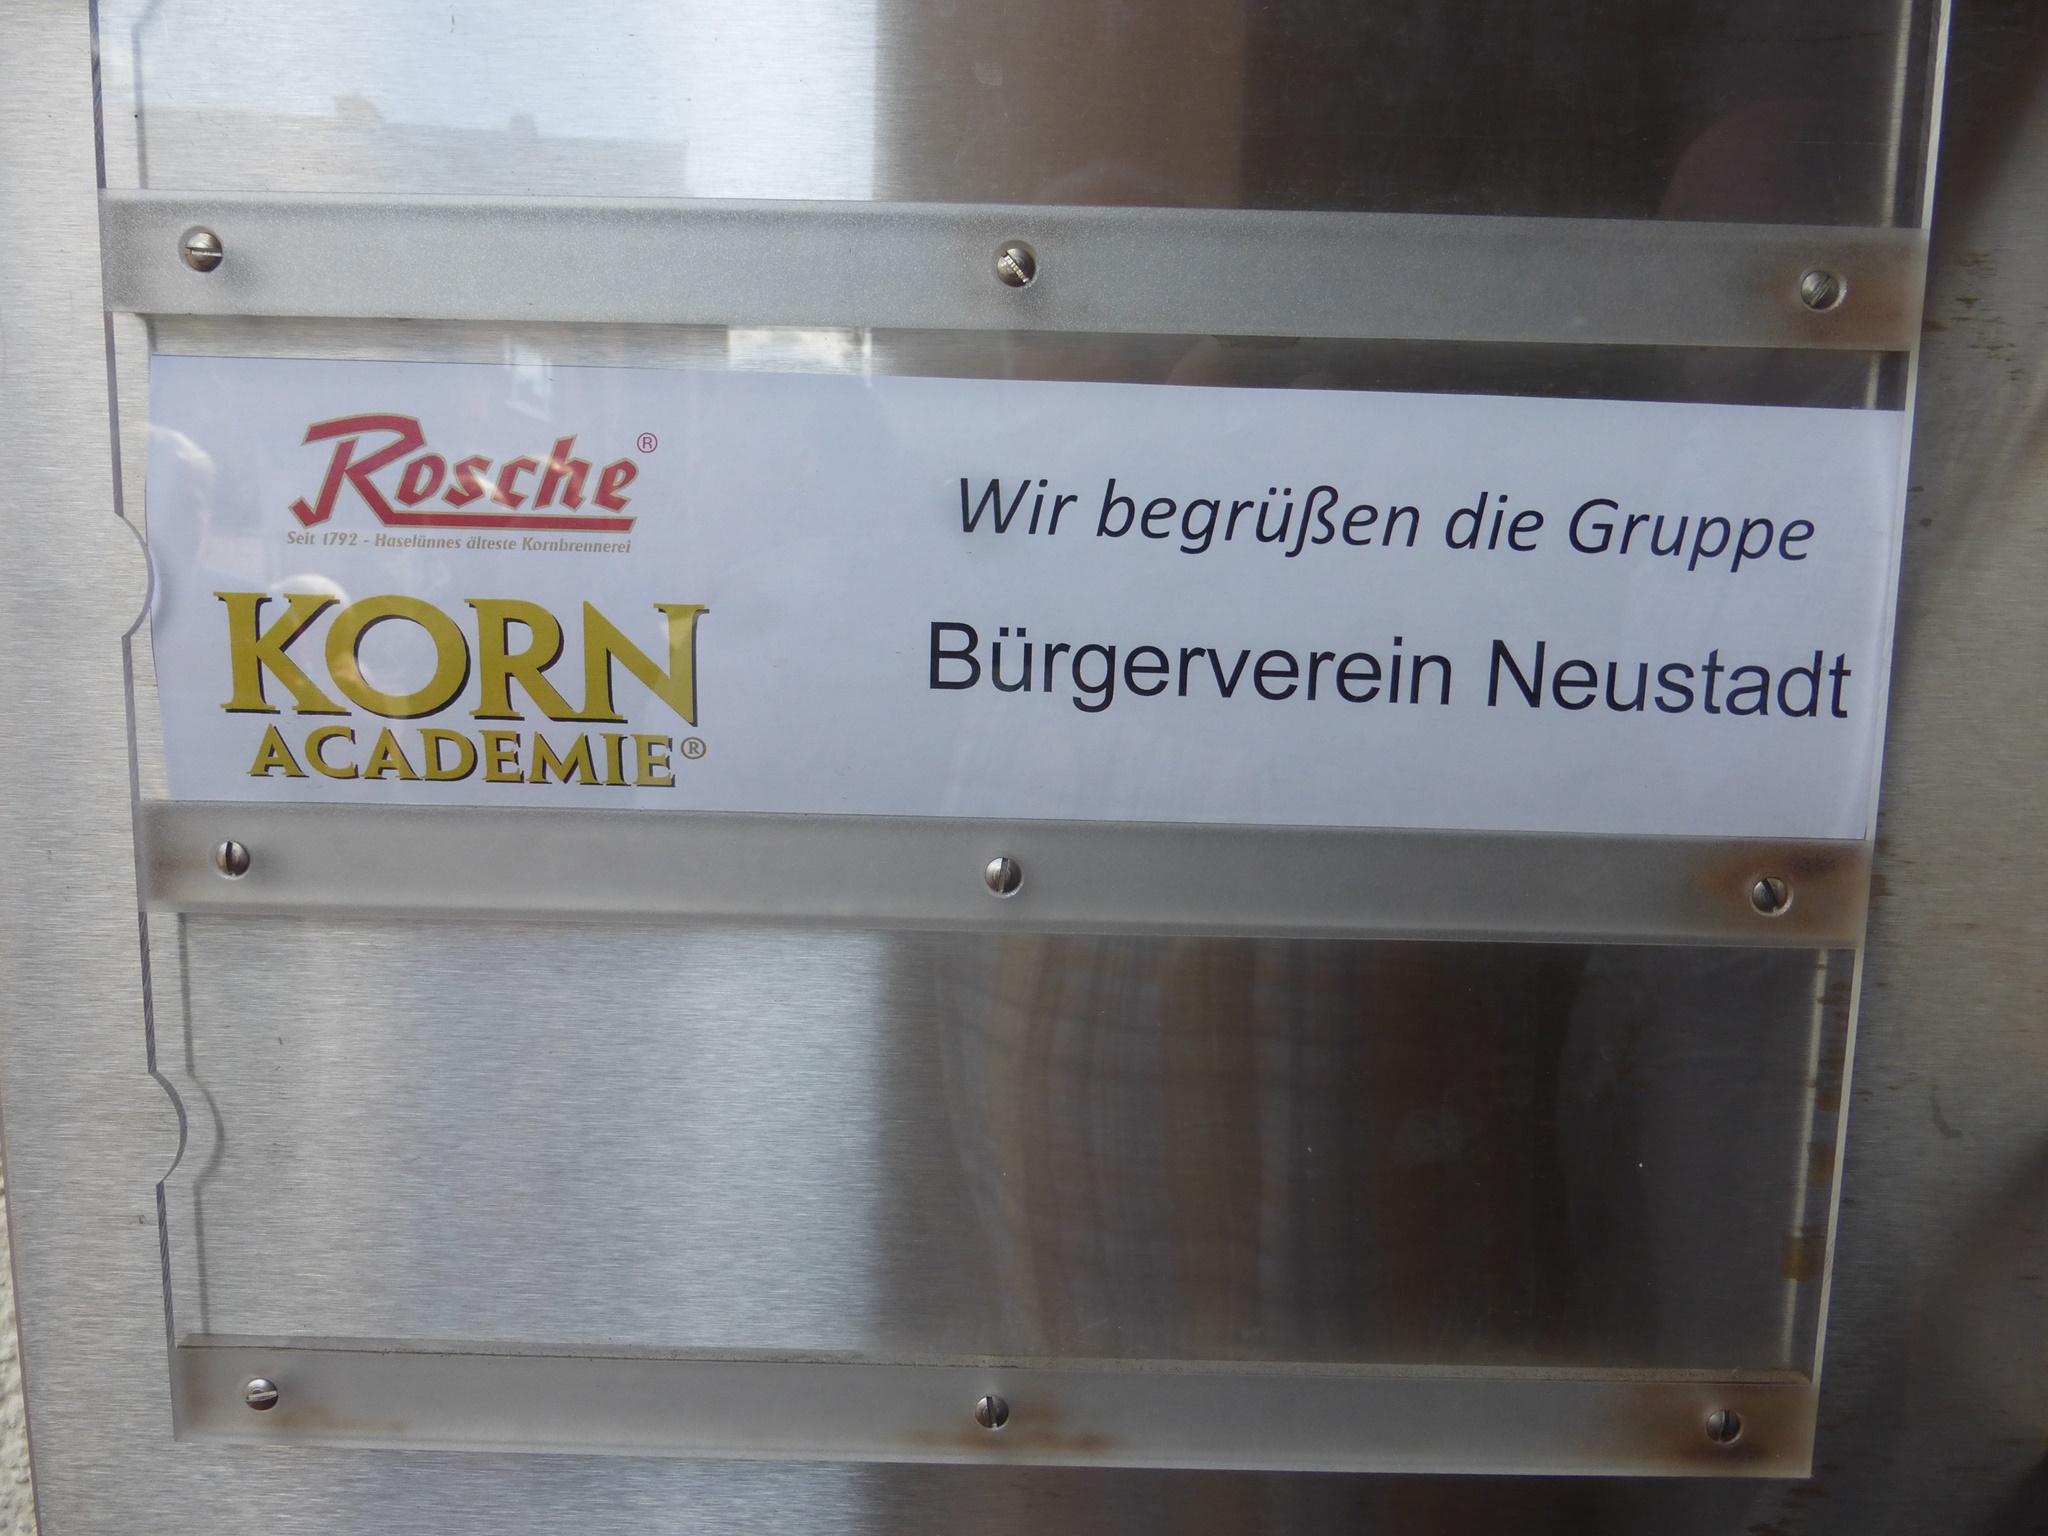 Rosche®
Seit 1792 - Haselünnes älteste Kornbrennerei
KORN
ACADEMIE®
Wir begrüßen die Gruppe
Bürgerverein Neustadt